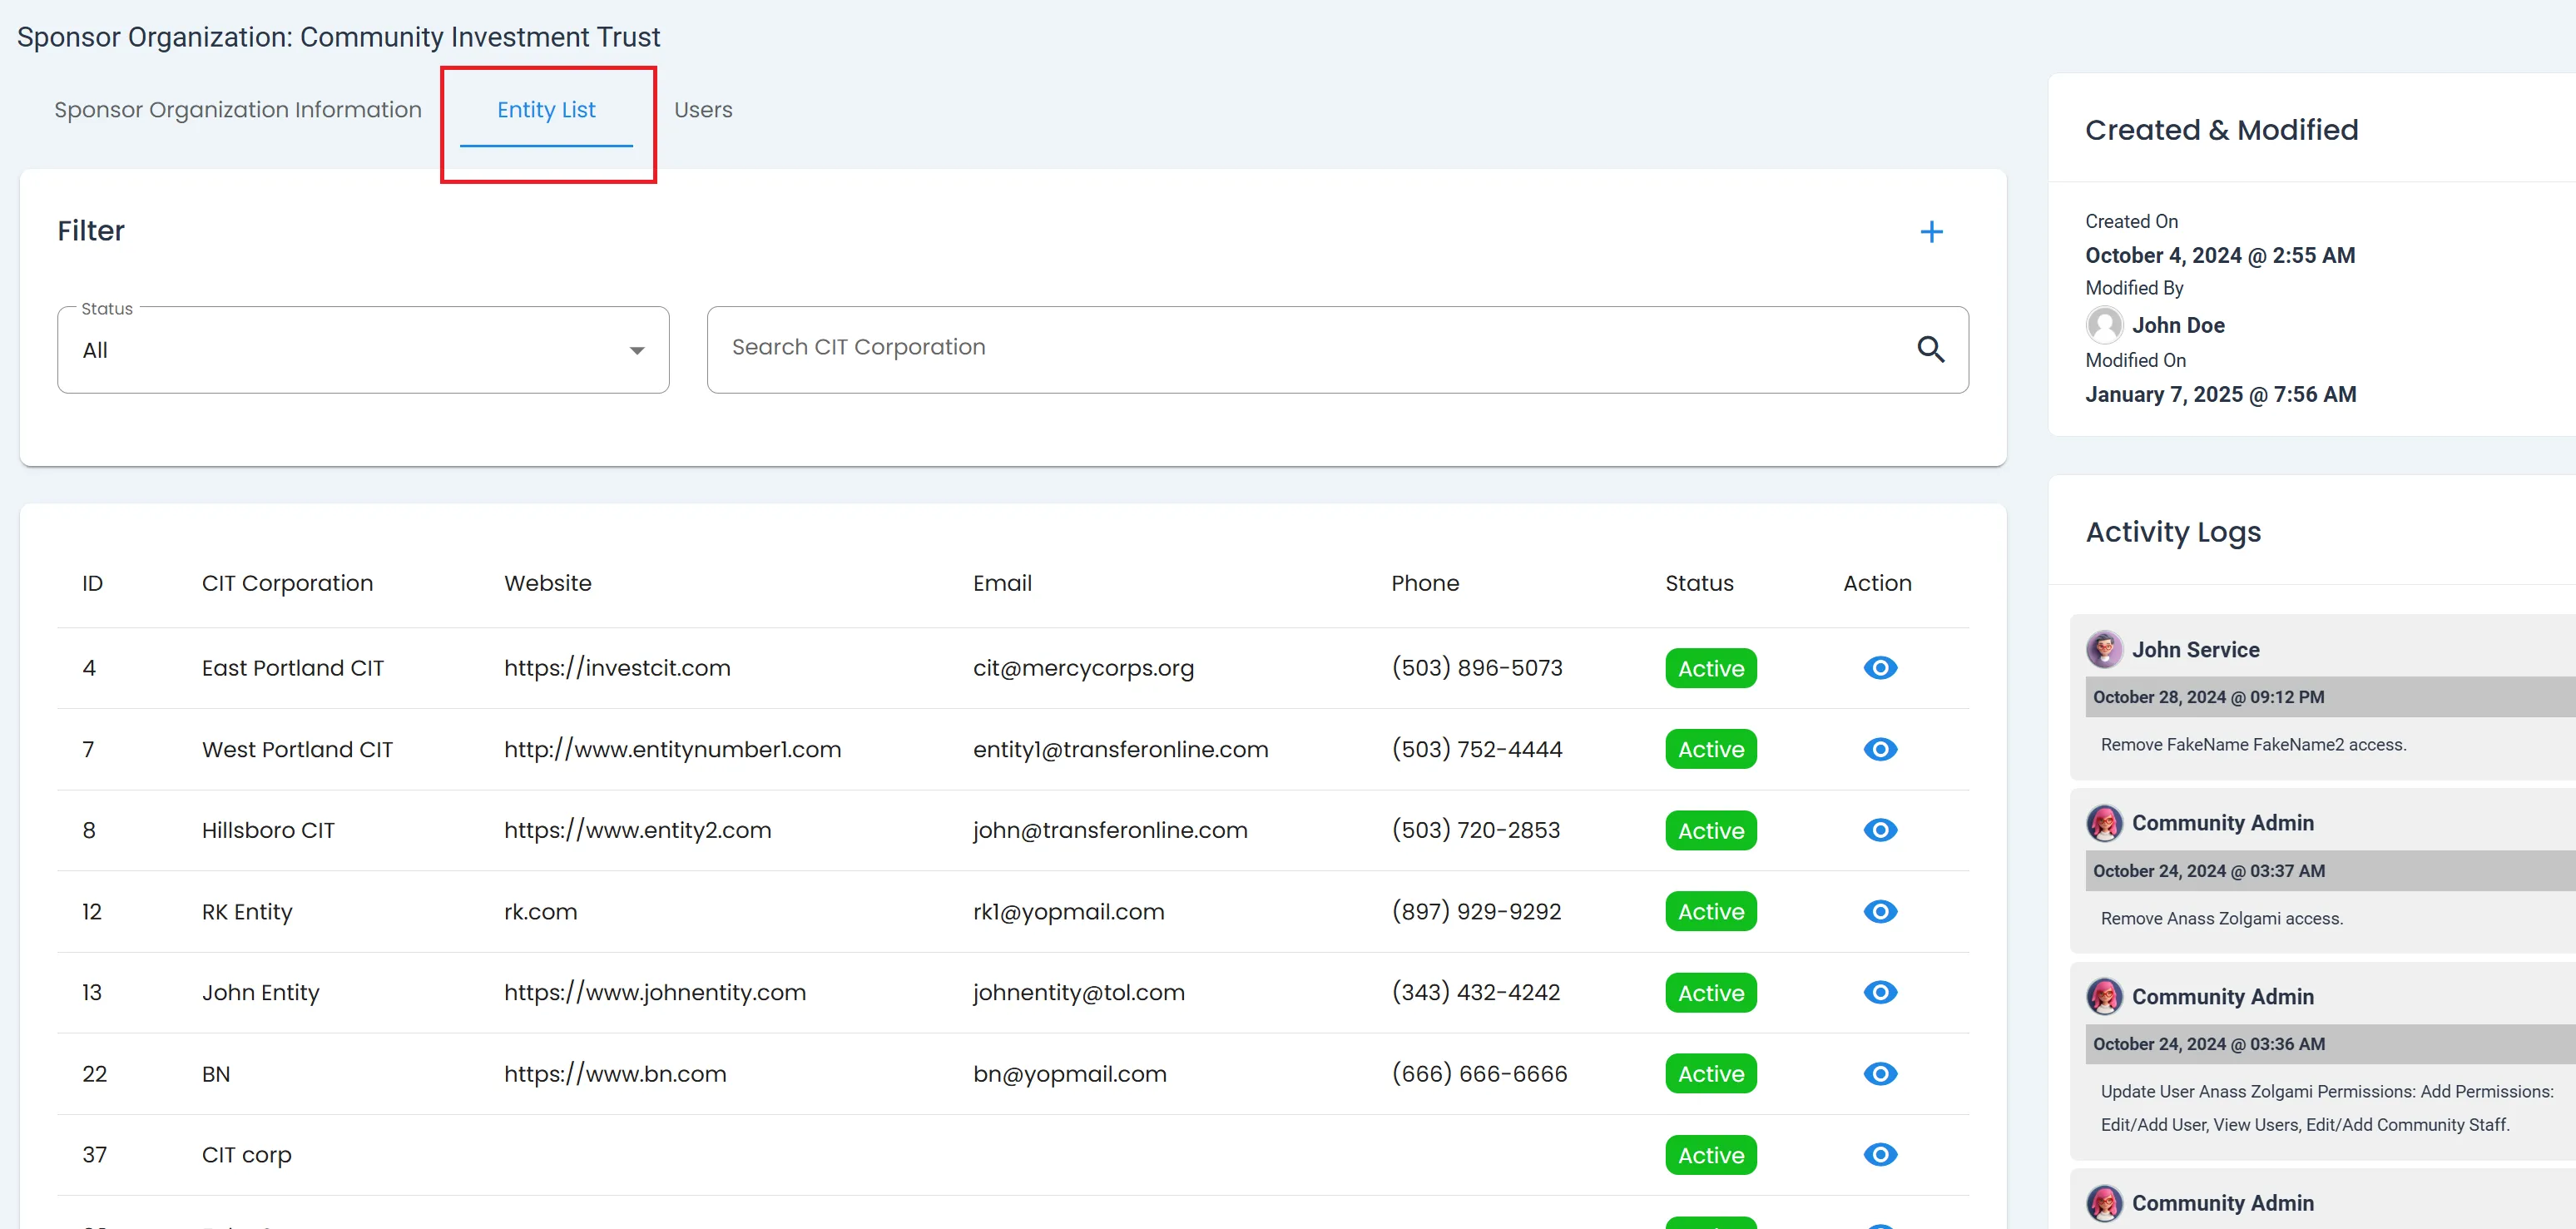 Sponsor Organization: Community Investment Trust
Sponsor Organization Information Entity List Users
Filter
Status
All
Search CIT Corporation
ID CIT Corporation Website Email Phone Status Action
4 East Portland CIT https://investcit.com cit@mercycorps.org (503) 896-5073 Active
7 West Portland CIT http://www.entitynumber1.com entity1@transferonline.com (503) 752-4444 Active
8 Hillsboro CIT https://www.entity2.com john@transferonline.com (503) 720-2853 Active
12 RK Entity rk.com rk1@yopmail.com (897) 929-9292 Active
13 John Entity https://www.johnentity.com johnentity@tol.com (343) 432-4242 Active
22 BN https://www.bn.com bn@yopmail.com (666) 666-6666 Active
37 CIT corp Active
Created & Modified
Created On
October 4, 2024 @ 2:55 AM
Modified By
John Doe
Modified On
January 7, 2025 @ 7:56 AM
Activity Logs
John Service
October 28, 2024 @ 09:12 PM
Remove FakeName FakeName2 access.
Community Admin
October 24, 2024 @ 03:37 AM
Remove Anass Zolgami access.
Community Admin
October 24, 2024 @ 03:36 AM
Update User Anass Zolgami Permissions: Add Permissions:
Edit/Add User, View Users, Edit/Add Community Staff.
Community Admin